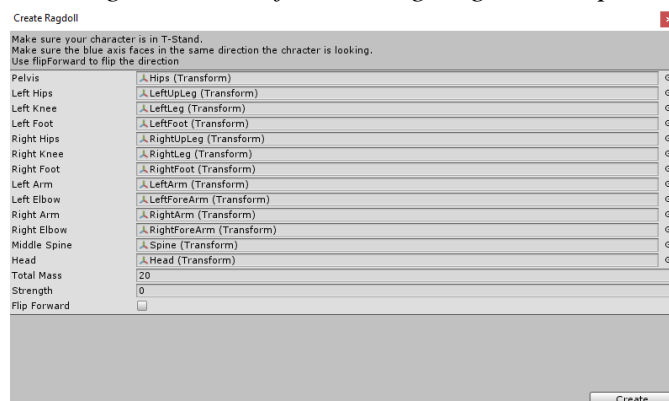 Create Ragdoll
Make sure your character is in T-Stand.
Make sure the blue axis faces in the same direction the chracter is looking.
Use flipForward to flip the direction
Pelvis Hips (Transform)
Left Hips LeftUpLeg (Transform)
Left Knee LeftLeg (Transform)
Left Foot LeftFoot (Transform)
Right Hips RightUpLeg (Transform)
Right Knee RightLeg (Transform)
Right Foot RightFoot (Transform)
Left Arm LeftArm (Transform)
Left Elbow LeftForeArm (Transform)
Right Arm RightArm (Transform)
Right Elbow RightForeArm (Transform)
Middle Spine Spine (Transform)
Head Head (Transform)
Total Mass 20
Strength 0
Flip Forward
Create